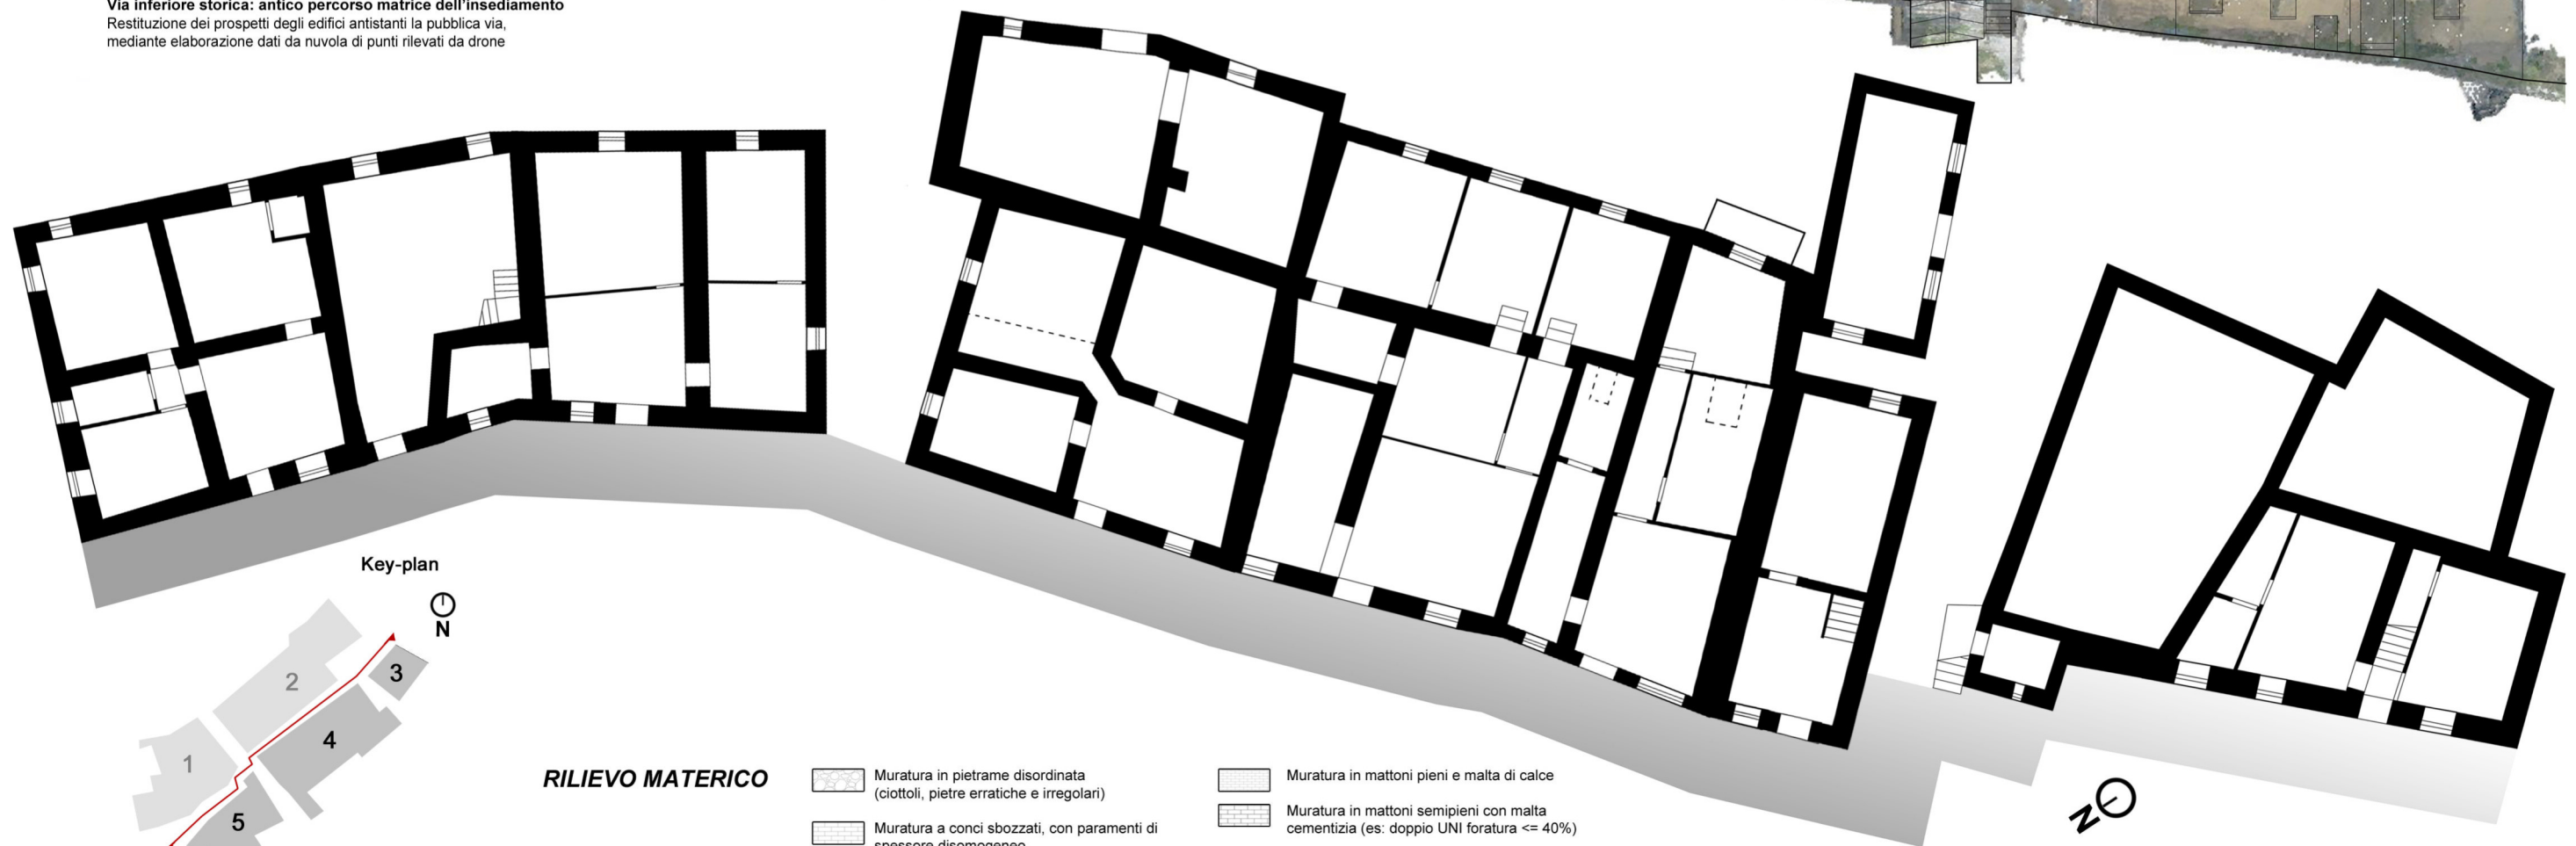 Via inferiore storica: antico percorso matrice dell'insediamento
Restituzione dei prospetti degli edifici antistanti la pubblica via,
mediante elaborazione dati da nuvola di punti rilevati da drone
Key-plan
N
1
2
3
4
5
RILIEVO MATERICO
Muratura in pietrame disordinata
(ciottoli, pietre erratiche e irregolari)
Muratura a conci sbozzati, con paramenti di
spessore disomogeneo
Muratura in mattoni pieni e malta di calce
Muratura in mattoni semipieni con malta
cementizia (es: doppio UNI foratura <= 40%)
N